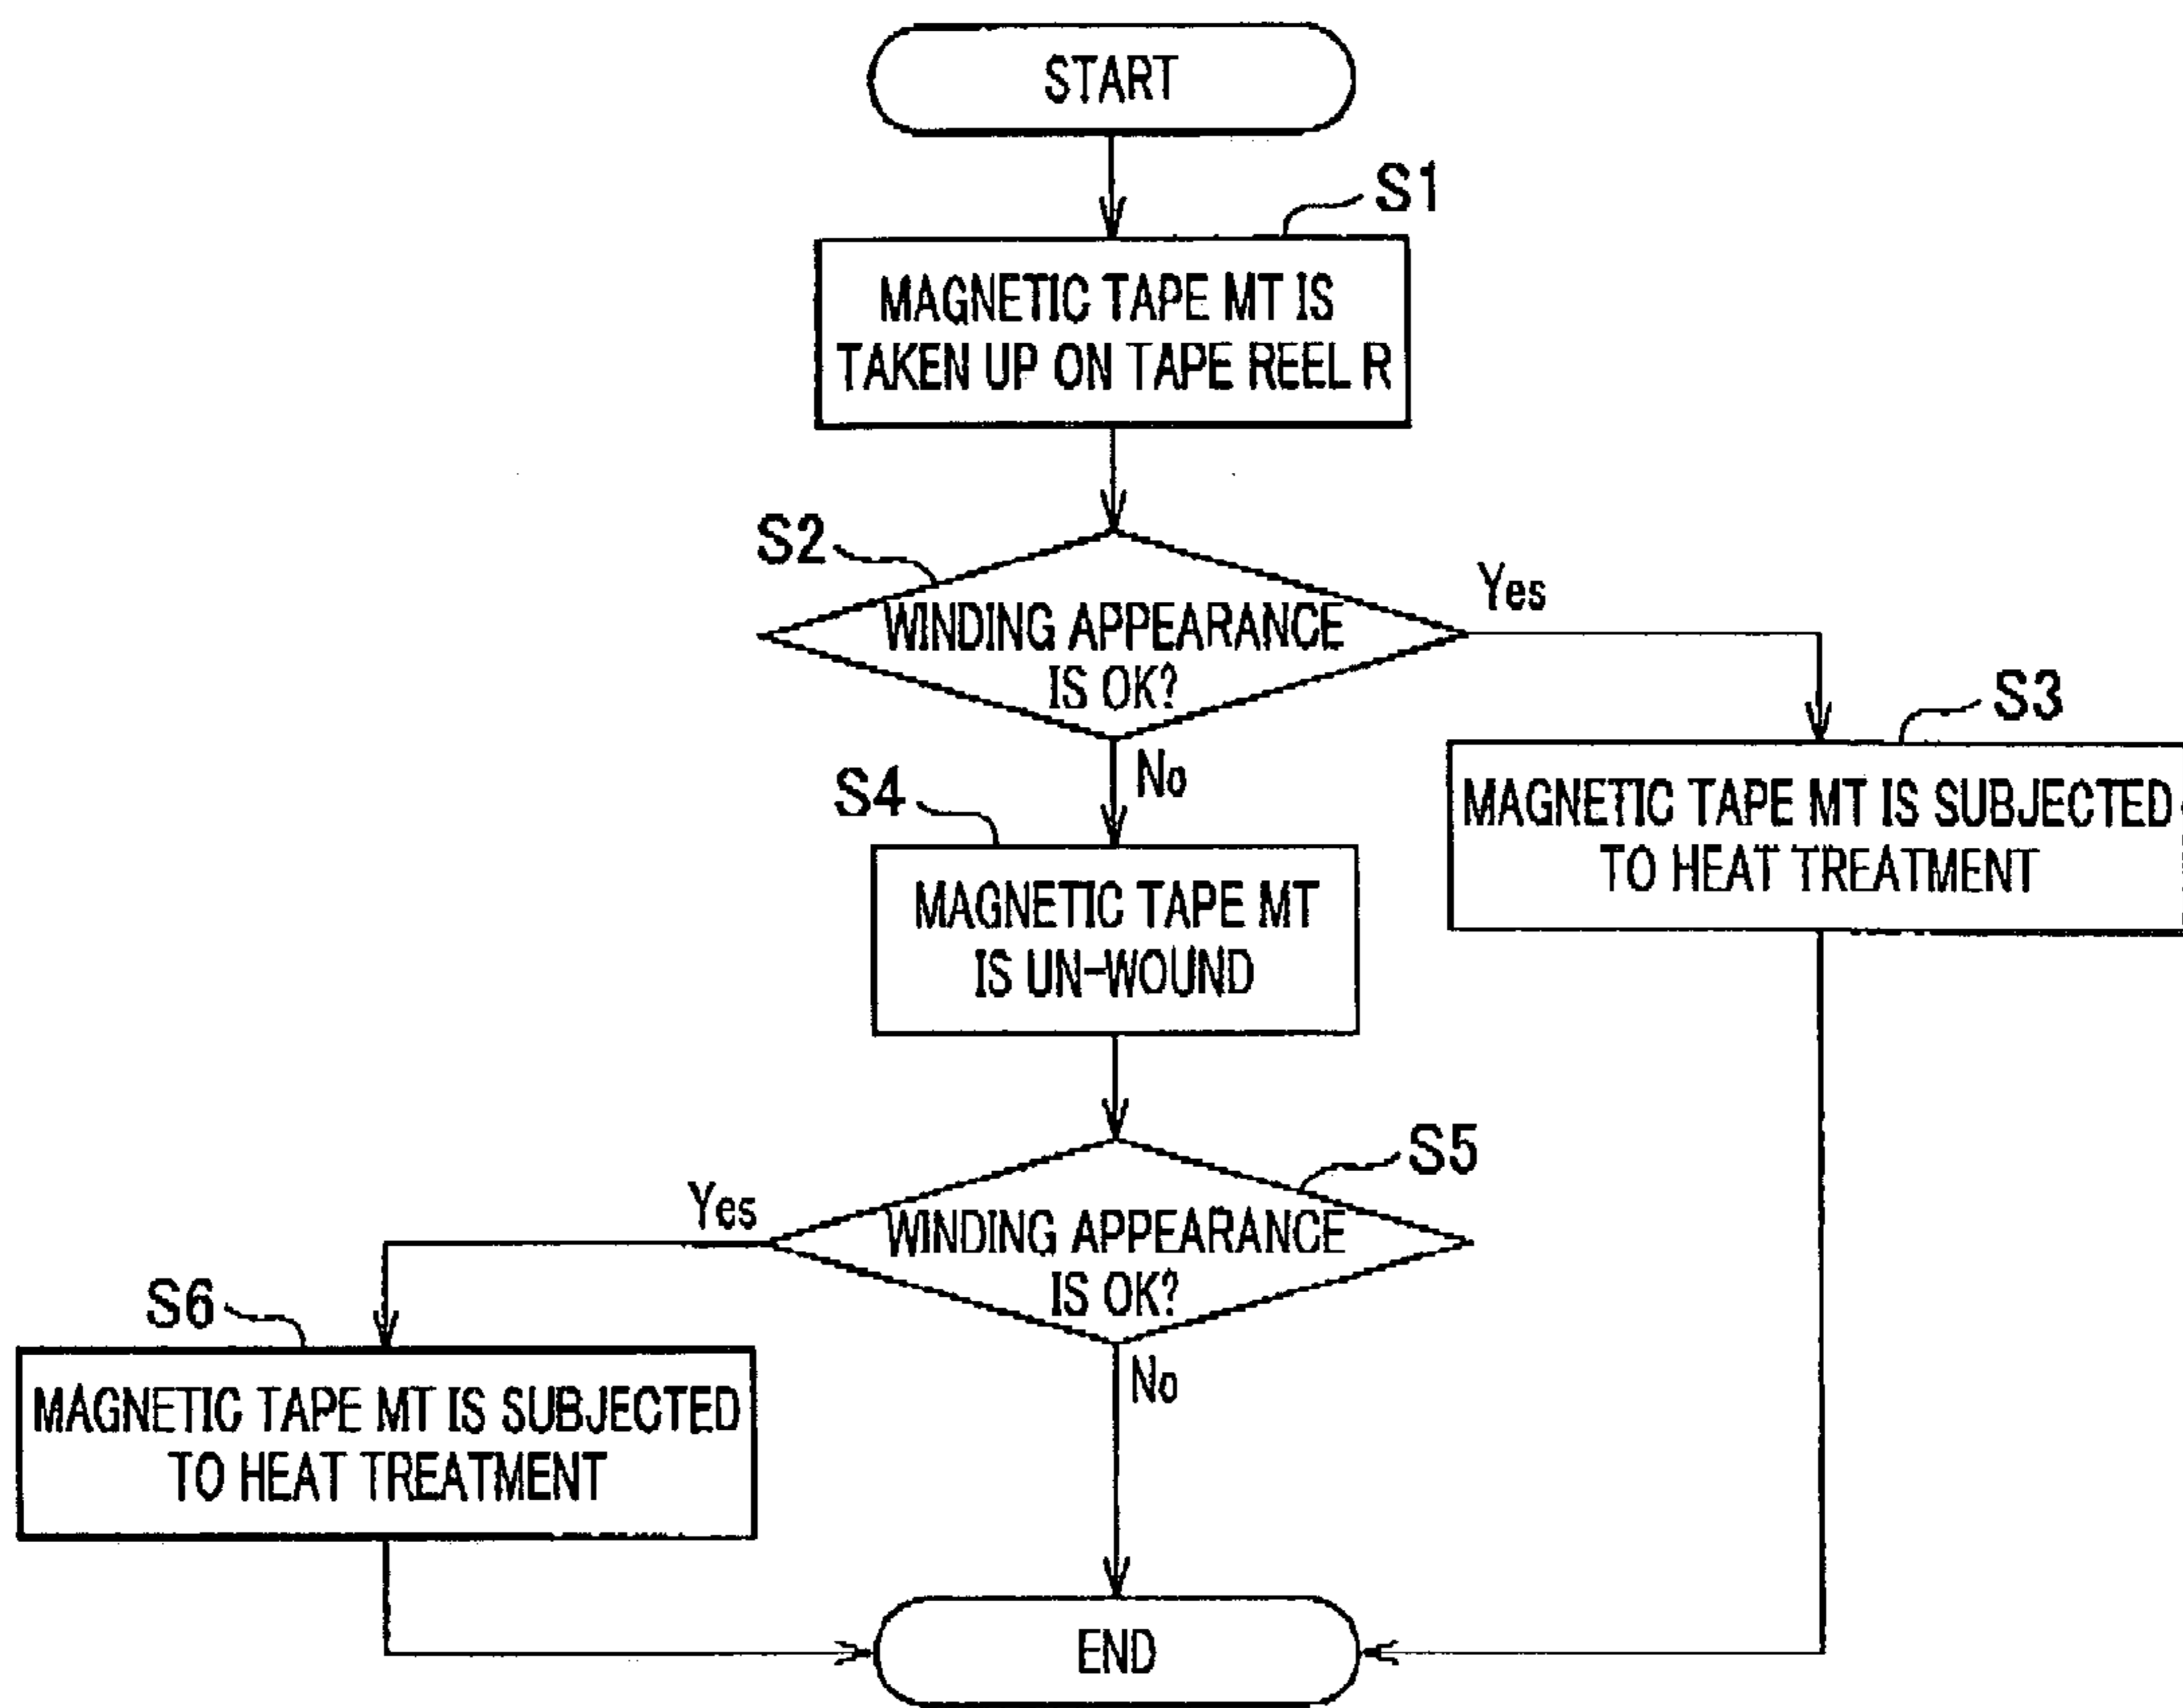 START
S1
MAGNETIC TAPE MT IS
TAKEN UP ON TAPE REEL R
S2
WINDING APPEARANCE
IS OK?
Yes
No
S3
MAGNETIC TAPE MT IS SUBJECTED
TO HEAT TREATMENT
S4
MAGNETIC TAPE MT
IS UN-WOUND
S5
WINDING APPEARANCE
IS OK?
Yes
No
S6
MAGNETIC TAPE MT IS SUBJECTED
TO HEAT TREATMENT
END